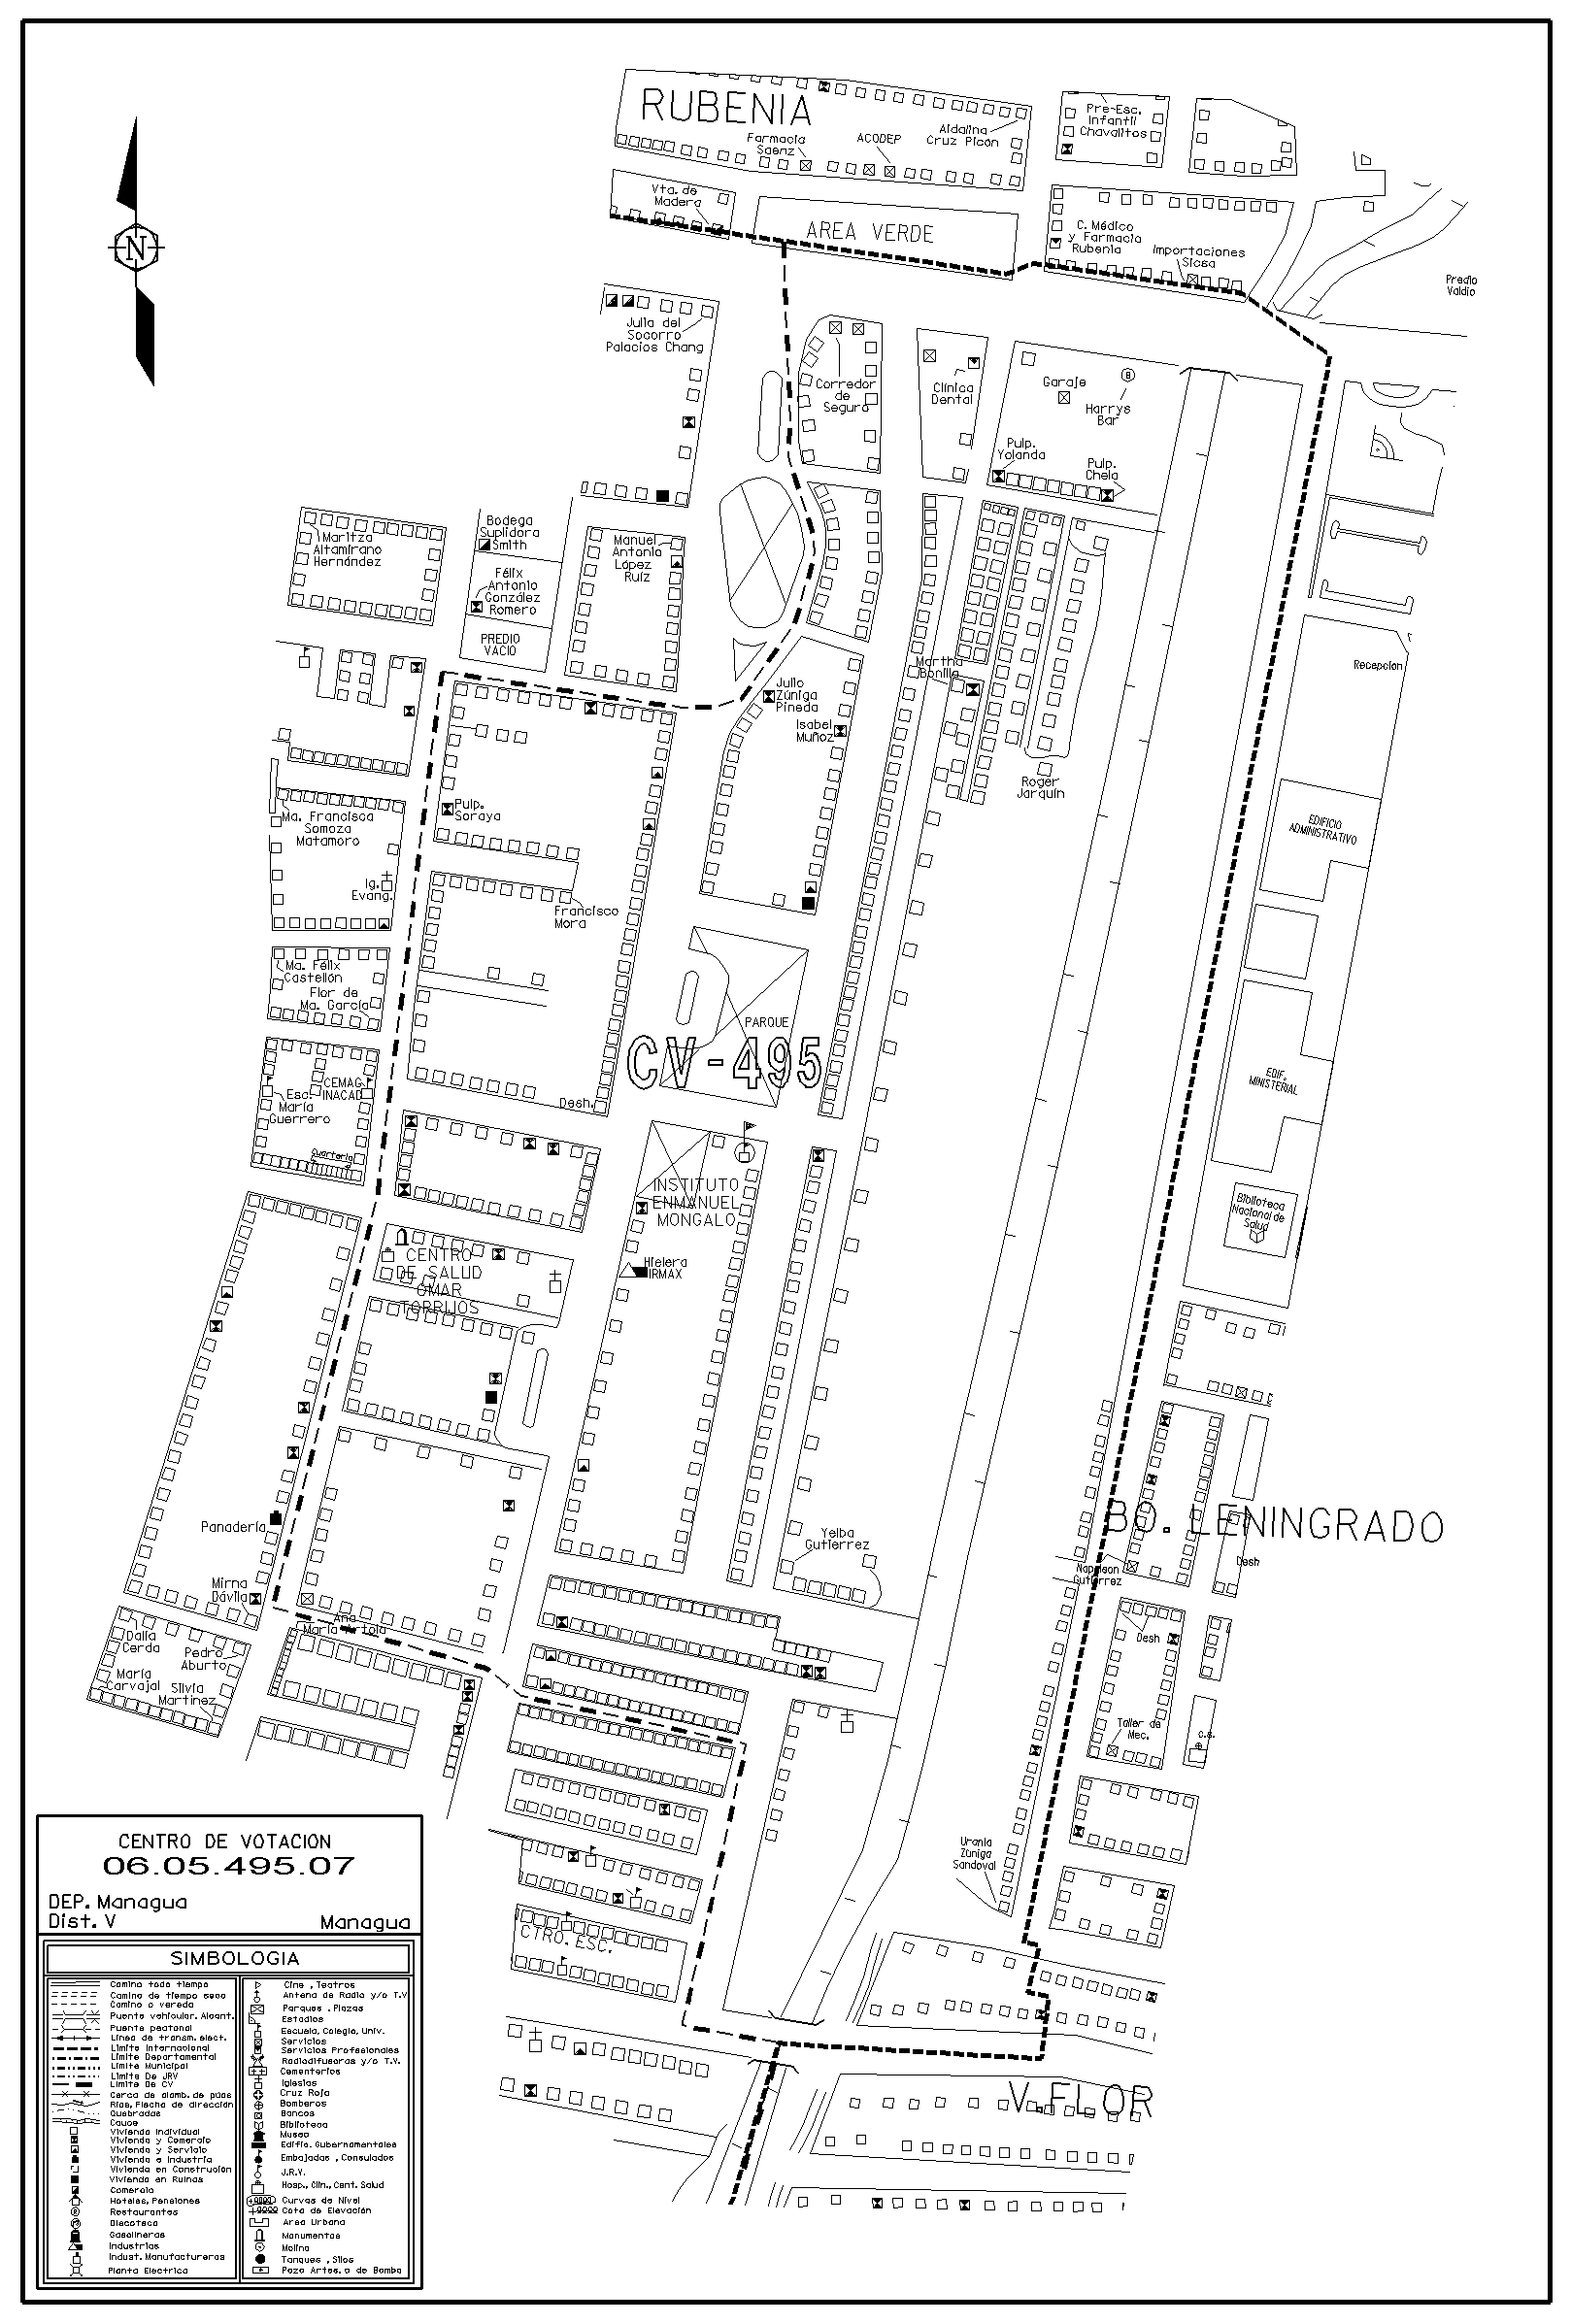 RUBENIA
Farmacia
Saenz
ACODEP
Aidalina
Cruz Picón
Pre-Esc.
Infantil
Chavalitos
Vta. de
Madera
AREA VERDE
C. Médico
y Farmacia
Rubenia
Importaciones
Sicsa
Predio
Valdio
N
Julia del
Socorro
Palacios Chang
Corredor
de
Seguro
Clínica
Dental
Garaje
Harrys
Bar
Pulp.
Yolanda
Pulp.
Chela
Maritza
Altamirano
Hernández
Bodega
Suplidora
Smith
Félix
Antonio
González
Romero
PREDIO
VACIO
Manuel
Antonio
López
Ruíz
Martha
Bonilla
Julio
Zúniga
Pineda
Isabel
Muñoz
Recepcion
Roger
Jarquín
Pulp.
Soraya
Ma. Francisca
Somoza
Matamoro
Ig.
Evang.
EDIFICIO
ADMINISTRATIVO
Francisco
Mora
Ma. Félix
Castellón
Flor de
Ma. García
PARQUE
CV-495
EDIF.
MINISTERIAL
CEMAG
INACAD
Esc.
María
Guerrero
Desh.
Cuartería
INSTITUTO
ENMANUEL
MONGALO
Biblioteca
Nacional de
Salud
CENTRO
DE SALUD
OMAR
TORRIJOS
Hielera
IRMAX
Panadería
BO. LENINGRADO
Yelba
Gutierrez
Desh
Napoleon
Gutierrez
Mirna
Dávila
Ana
María Artola
Dalia
Cerda
Pedro
Aburto
María
Carvajal
Silvia
Martinez
Desh
Taller de
Mec.
C.S.
Urania
Zúniga
Sandoval
CTRO. ESC.
V. FLOR
CENTRO DE VOTACION
06.05.495.07
DEP. Managua
Dist. V Managua
SIMBOLOGIA
Camino todo tiempo
Camino de tiempo seco
Camino o vereda
Puente vehicular. Alcant.
Puente peatonal
Linea de transm. elect.
Limite Internacional
Limite Departamental
Limite Municipal
Limite De JRV
Limite De CV
Cerca de alamb. de púas
Rios, Flecha de dirección
Quebradas
Cauce
Vivienda Individual
Vivienda y Comercio
Vivienda y Servicio
Vivienda e Industria
Vivienda en Construcion
Vivienda en Ruinas
Comercio
Hoteles, Pensiones
Restaurantes
Discoteca
Gasolineras
Industrias
Indust. Manufactureras
Planta Electrica
Cine , Teatros
Antena de Radio y/o T.V
Parques , Plazas
Estadios
Escuela, Colegio, Univ.
Servicios
Servicios Profesionales
Radiodifusoras y/o T.V.
Cementerios
Iglesias
Cruz Roja
Bomberos
Bancos
Biblioteca
Museo
Edific. Gubernamentales
Embajadas , Consulados
J.R.V.
Hosp., Clin., Cent. Salud
Curvas de Nivel
Cota de Elevación
Area Urbana
Monumentos
Molino
Tanques , Silos
Pozo Artes. o de Bomba